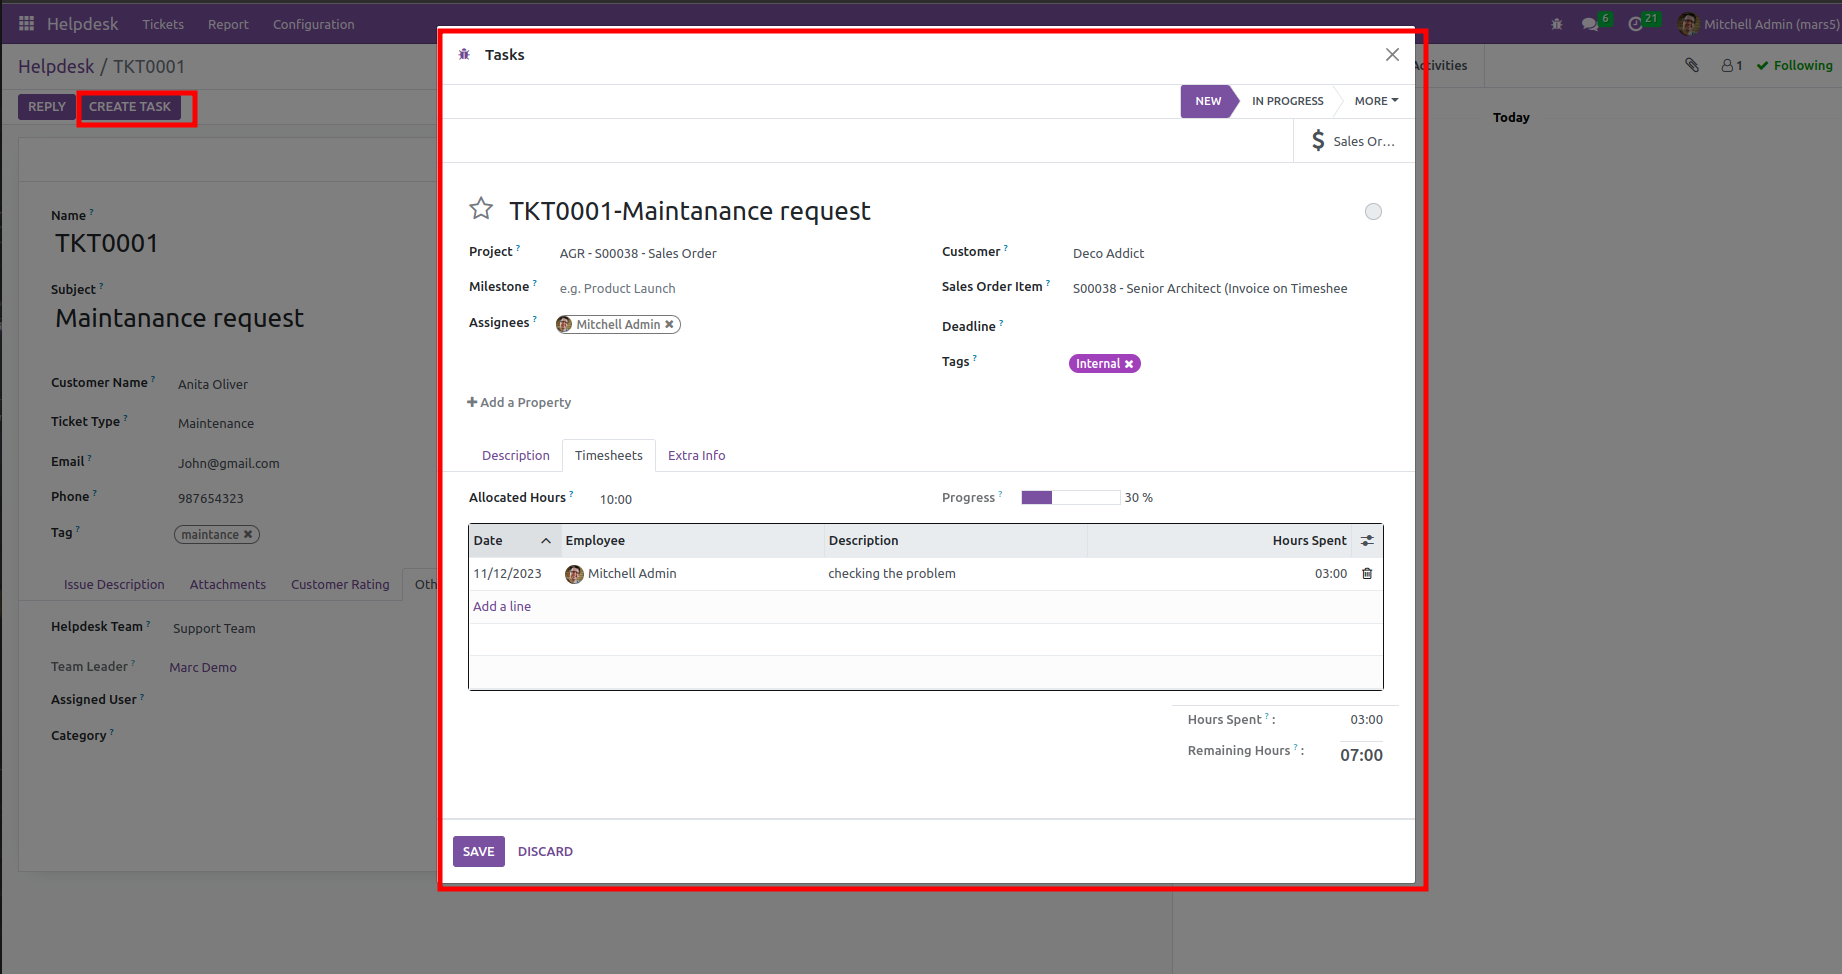 Helpdesk Tickets Report Configuration
6 21 Mitchell Admin (mars5)
Helpdesk / TKT0001
Activities 1 Following
REPLY CREATE TASK
Today
Name ?
TKT0001
Subject ?
Maintanance request
Customer Name ? Anita Oliver
Ticket Type ? Maintenance
Email ? John@gmail.com
Phone ? 987654323
Tag ? maintance ✖
Issue Description Attachments Customer Rating Oth
Helpdesk Team ? Support Team
Team Leader ? Marc Demo
Assigned User ?
Category ?
Tasks
NEW IN PROGRESS MORE
$ Sales Or...
TKT0001-Maintanance request
Project ? AGR - S00038 - Sales Order
Customer ? Deco Addict
Milestone ? e.g. Product Launch
Sales Order Item ? S00038 - Senior Architect (Invoice on Timeshee
Assignees ? Mitchell Admin ✖
Deadline ?
Tags ? Internal ✖
+ Add a Property
Description Timesheets Extra Info
Allocated Hours ? 10:00 Progress ? 30 %
Date Employee Description Hours Spent
11/12/2023 Mitchell Admin checking the problem 03:00
Add a line
Hours Spent ? : 03:00
Remaining Hours ? : 07:00
SAVE DISCARD